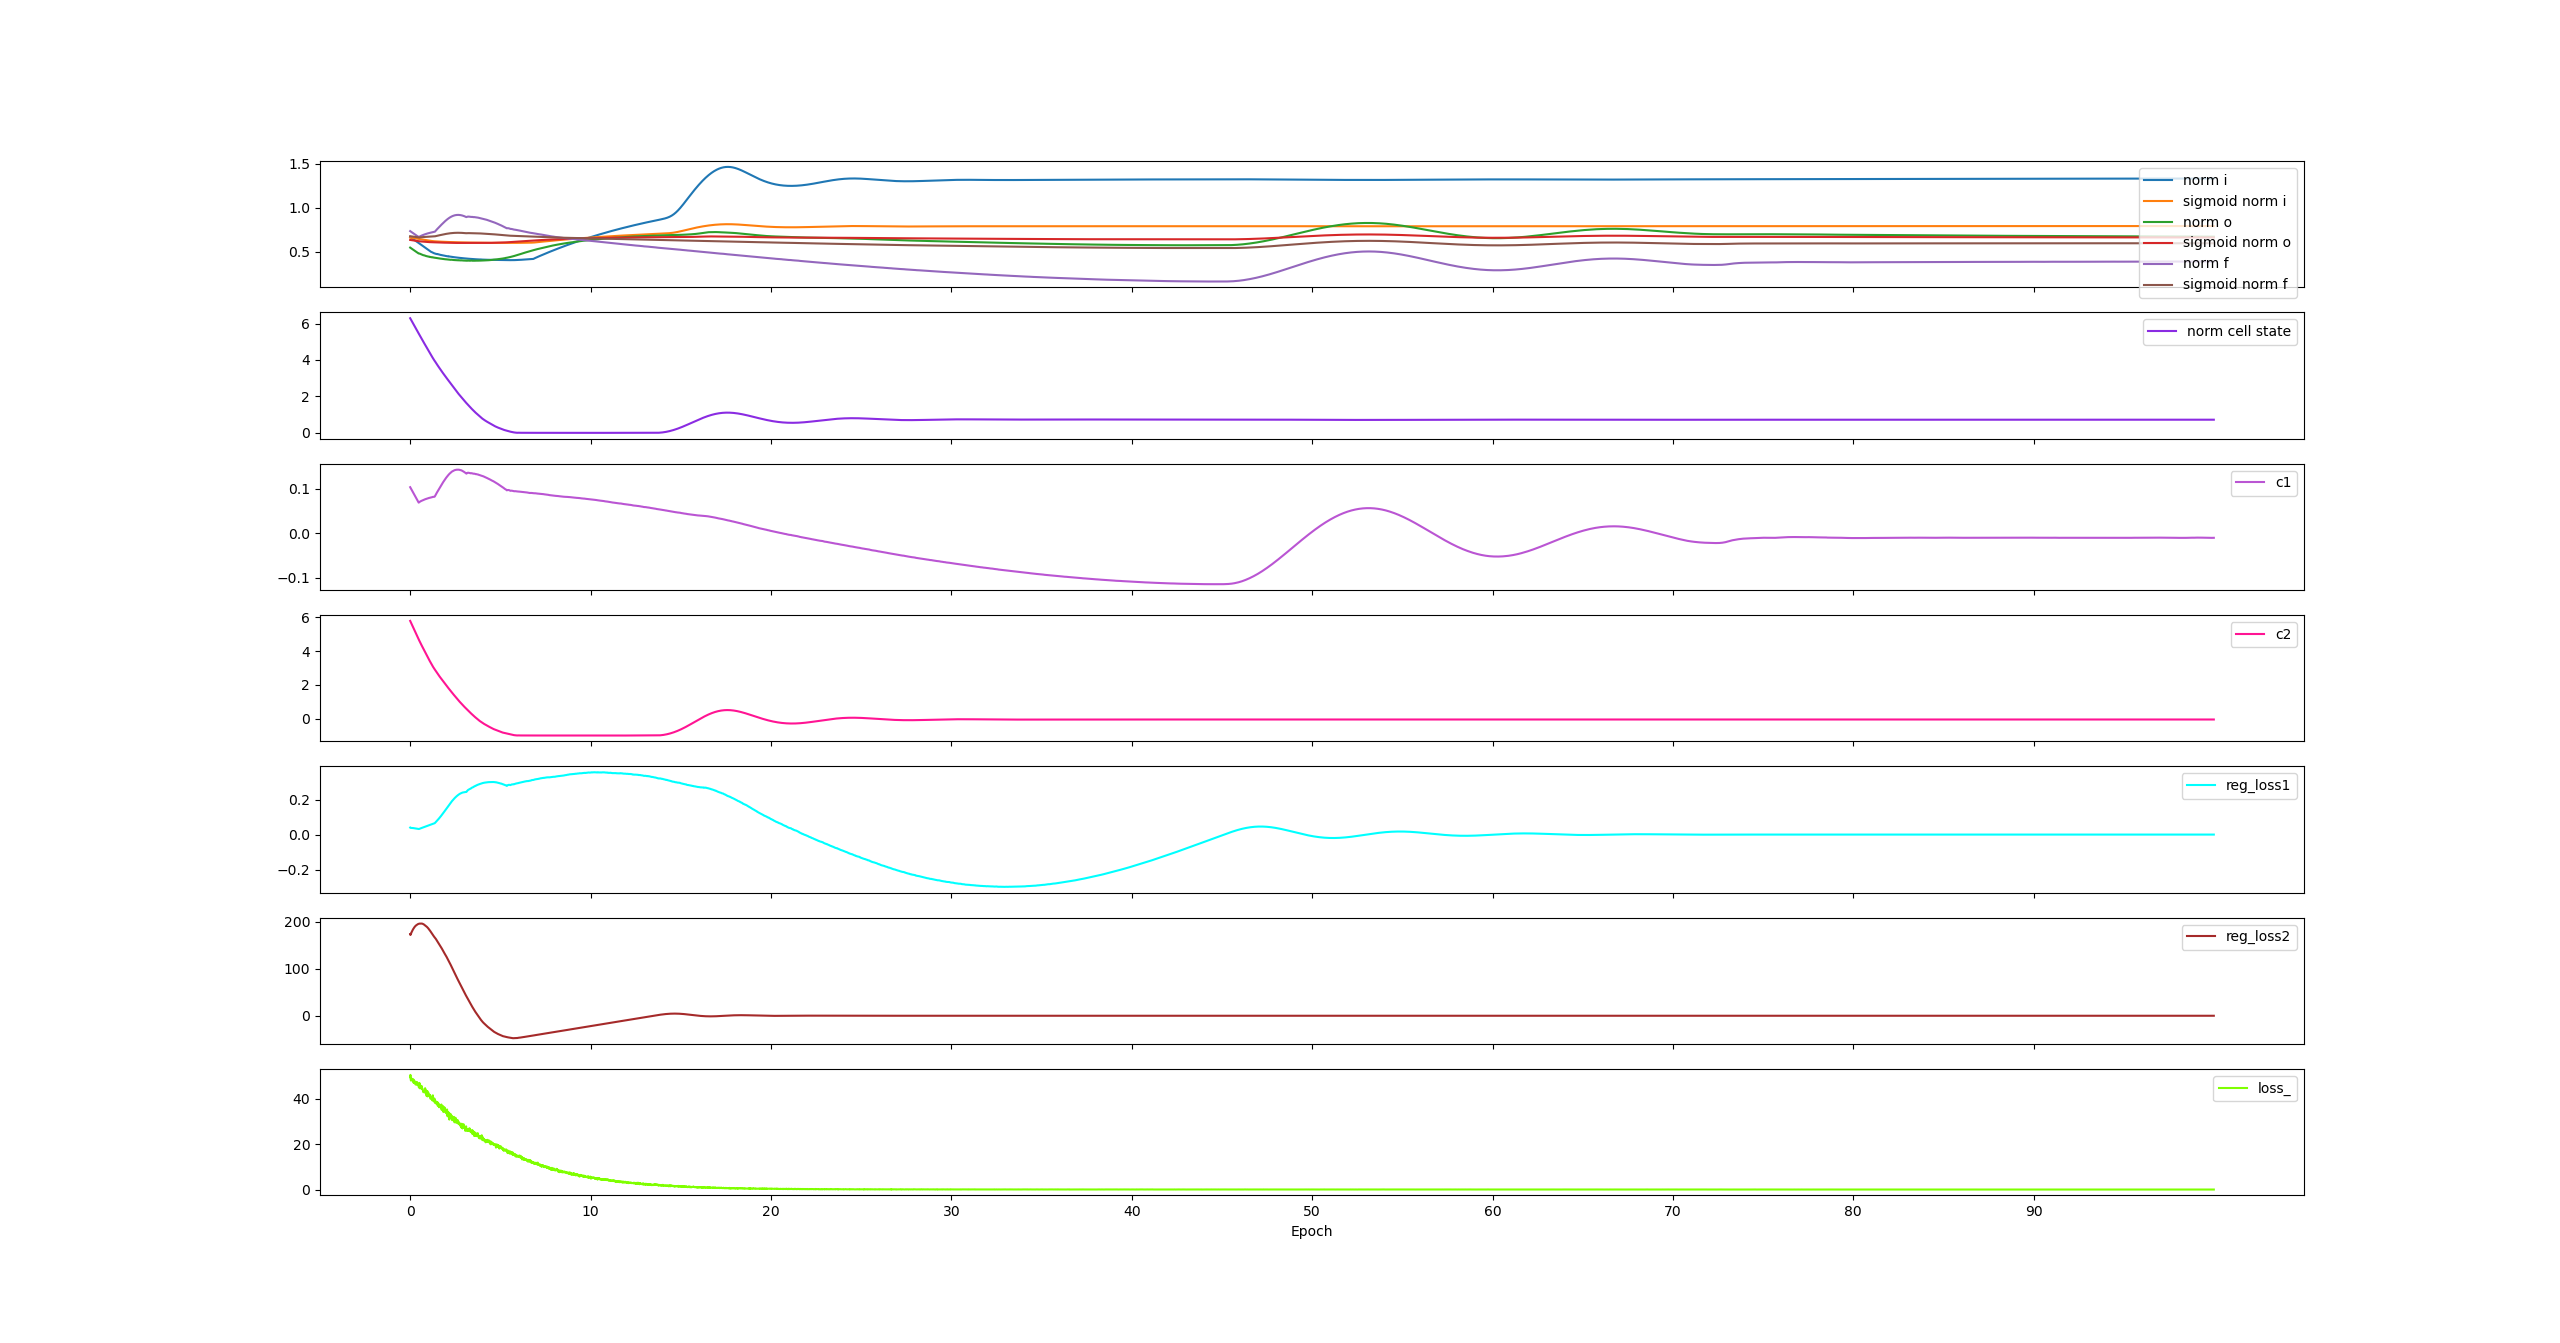 1.5
1.0
0.5
norm i
sigmoid norm i
norm o
sigmoid norm o
norm f
sigmoid norm f
6
4
2
0
norm cell state
0.1
0.0
−0.1
c1
6
4
2
0
c2
0.2
0.0
−0.2
reg_loss1
200
100
0
reg_loss2
40
20
0
loss_
0 10 20 30 40 50 60 70 80 90
Epoch